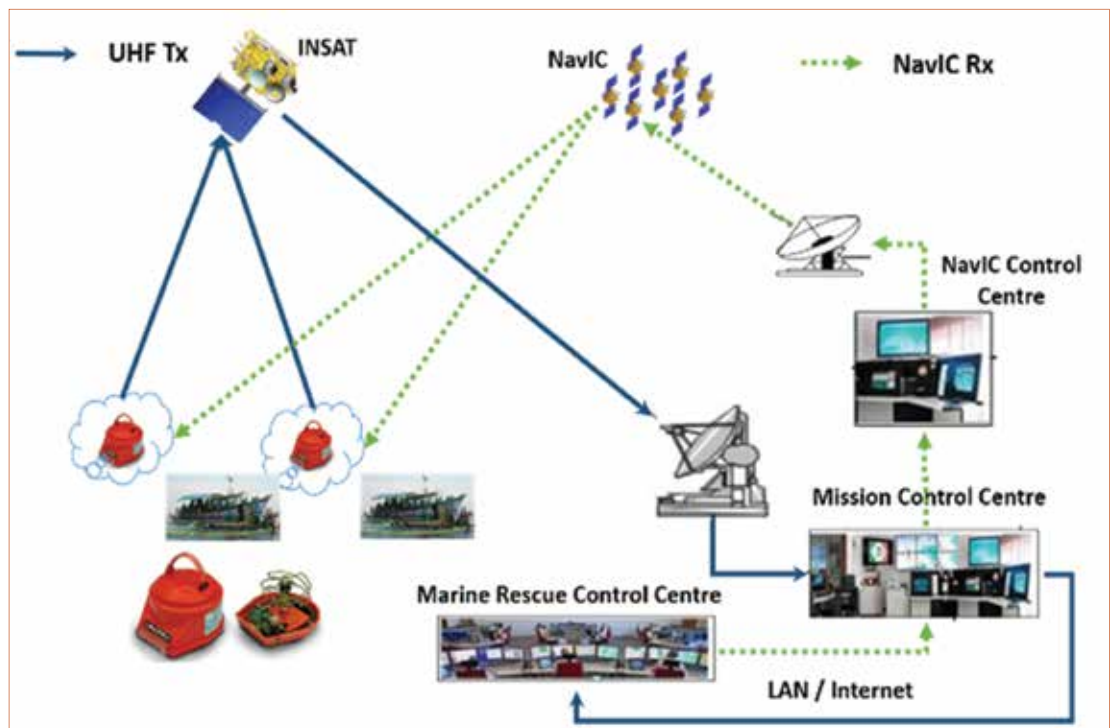 UHF Tx
INSAT
NavIC
NavIC Rx
NavIC Control
Centre
Mission Control Centre
Marine Rescue Control Centre
LAN / Internet